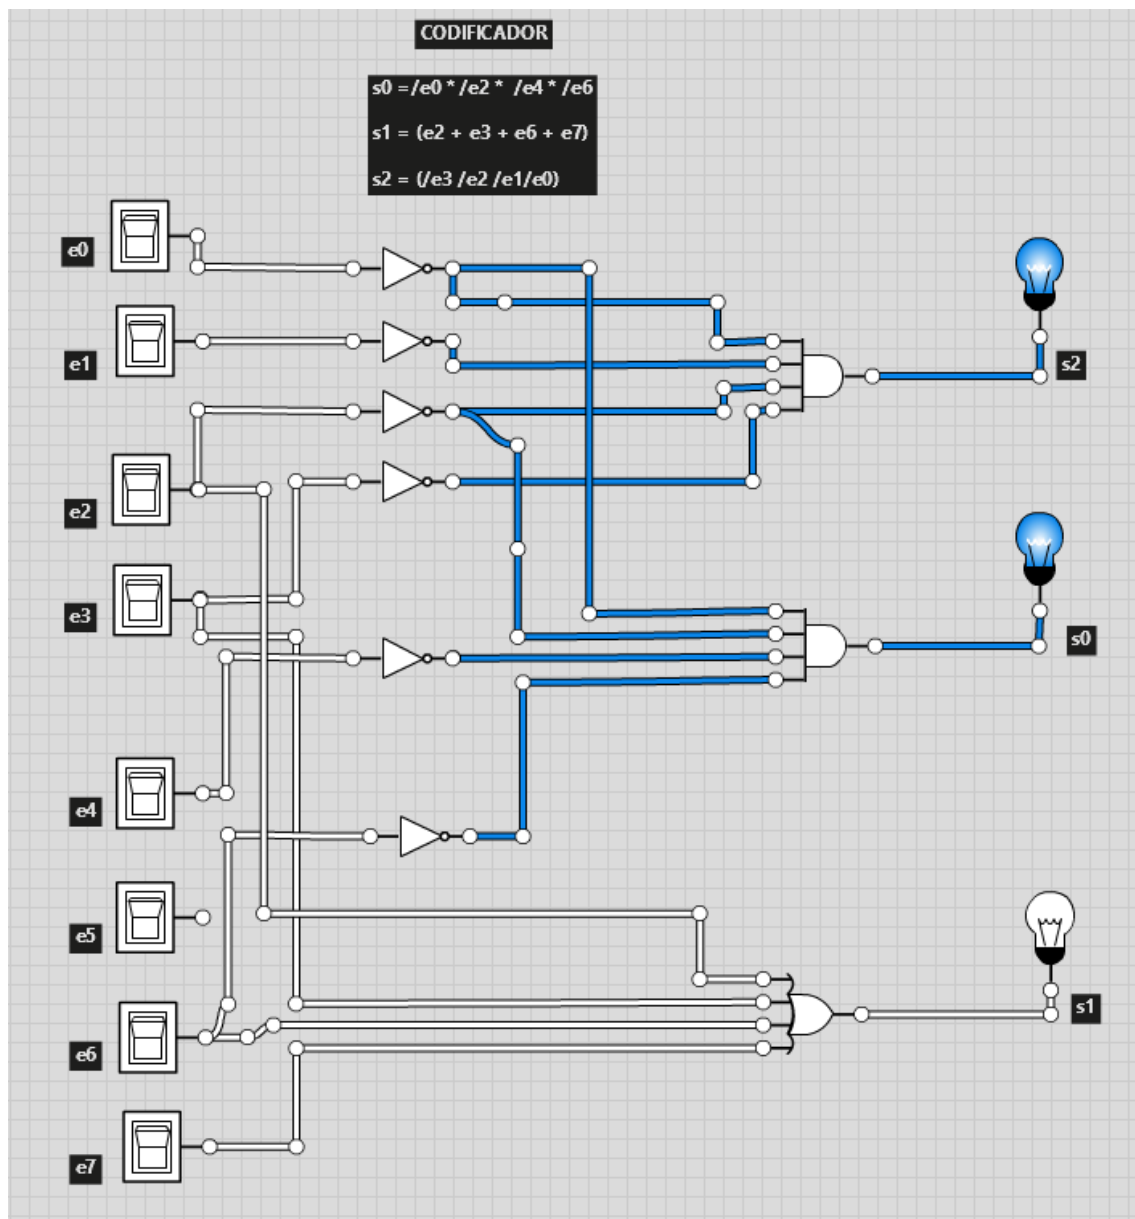 CODIFICADOR
s0 =/e0 * /e2 * /e4 * /e6
s1 = (e2 + e3 + e6 + e7)
s2 = (/e3 /e2 /e1/e0)
e0
e1
s2
e2
e3
s0
e4
e5
s1
e6
e7